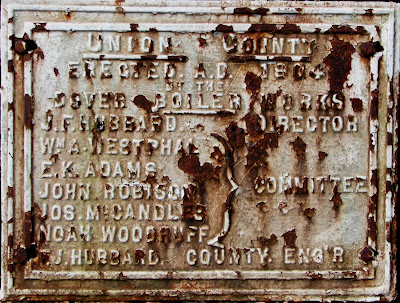 UNION COUNTY
ERECTED. A.D. 1904
BY THE
DOVER BOILER WORKS
J.F. HUBBARD. DIRECTOR
WM A. WESTPHAL
E.K. ADAMS
JOHN ROBISON COMMITTEE
JOS. MCCANDLESS
NOAH WOODRUFF
F.J. HUBBARD. COUNTY. ENG'R